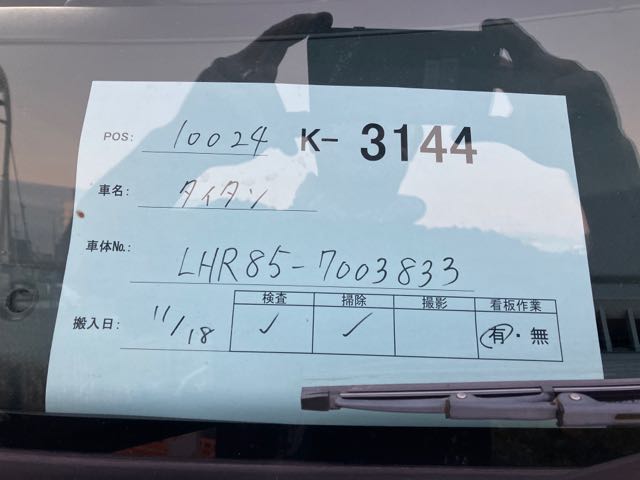 POS: 10024 K-3144
車名: タイタン
車体No.: LHR85-7003833
搬入日: 11/18
検査 掃除 撮影 看板作業
✓ ✓ 有・無